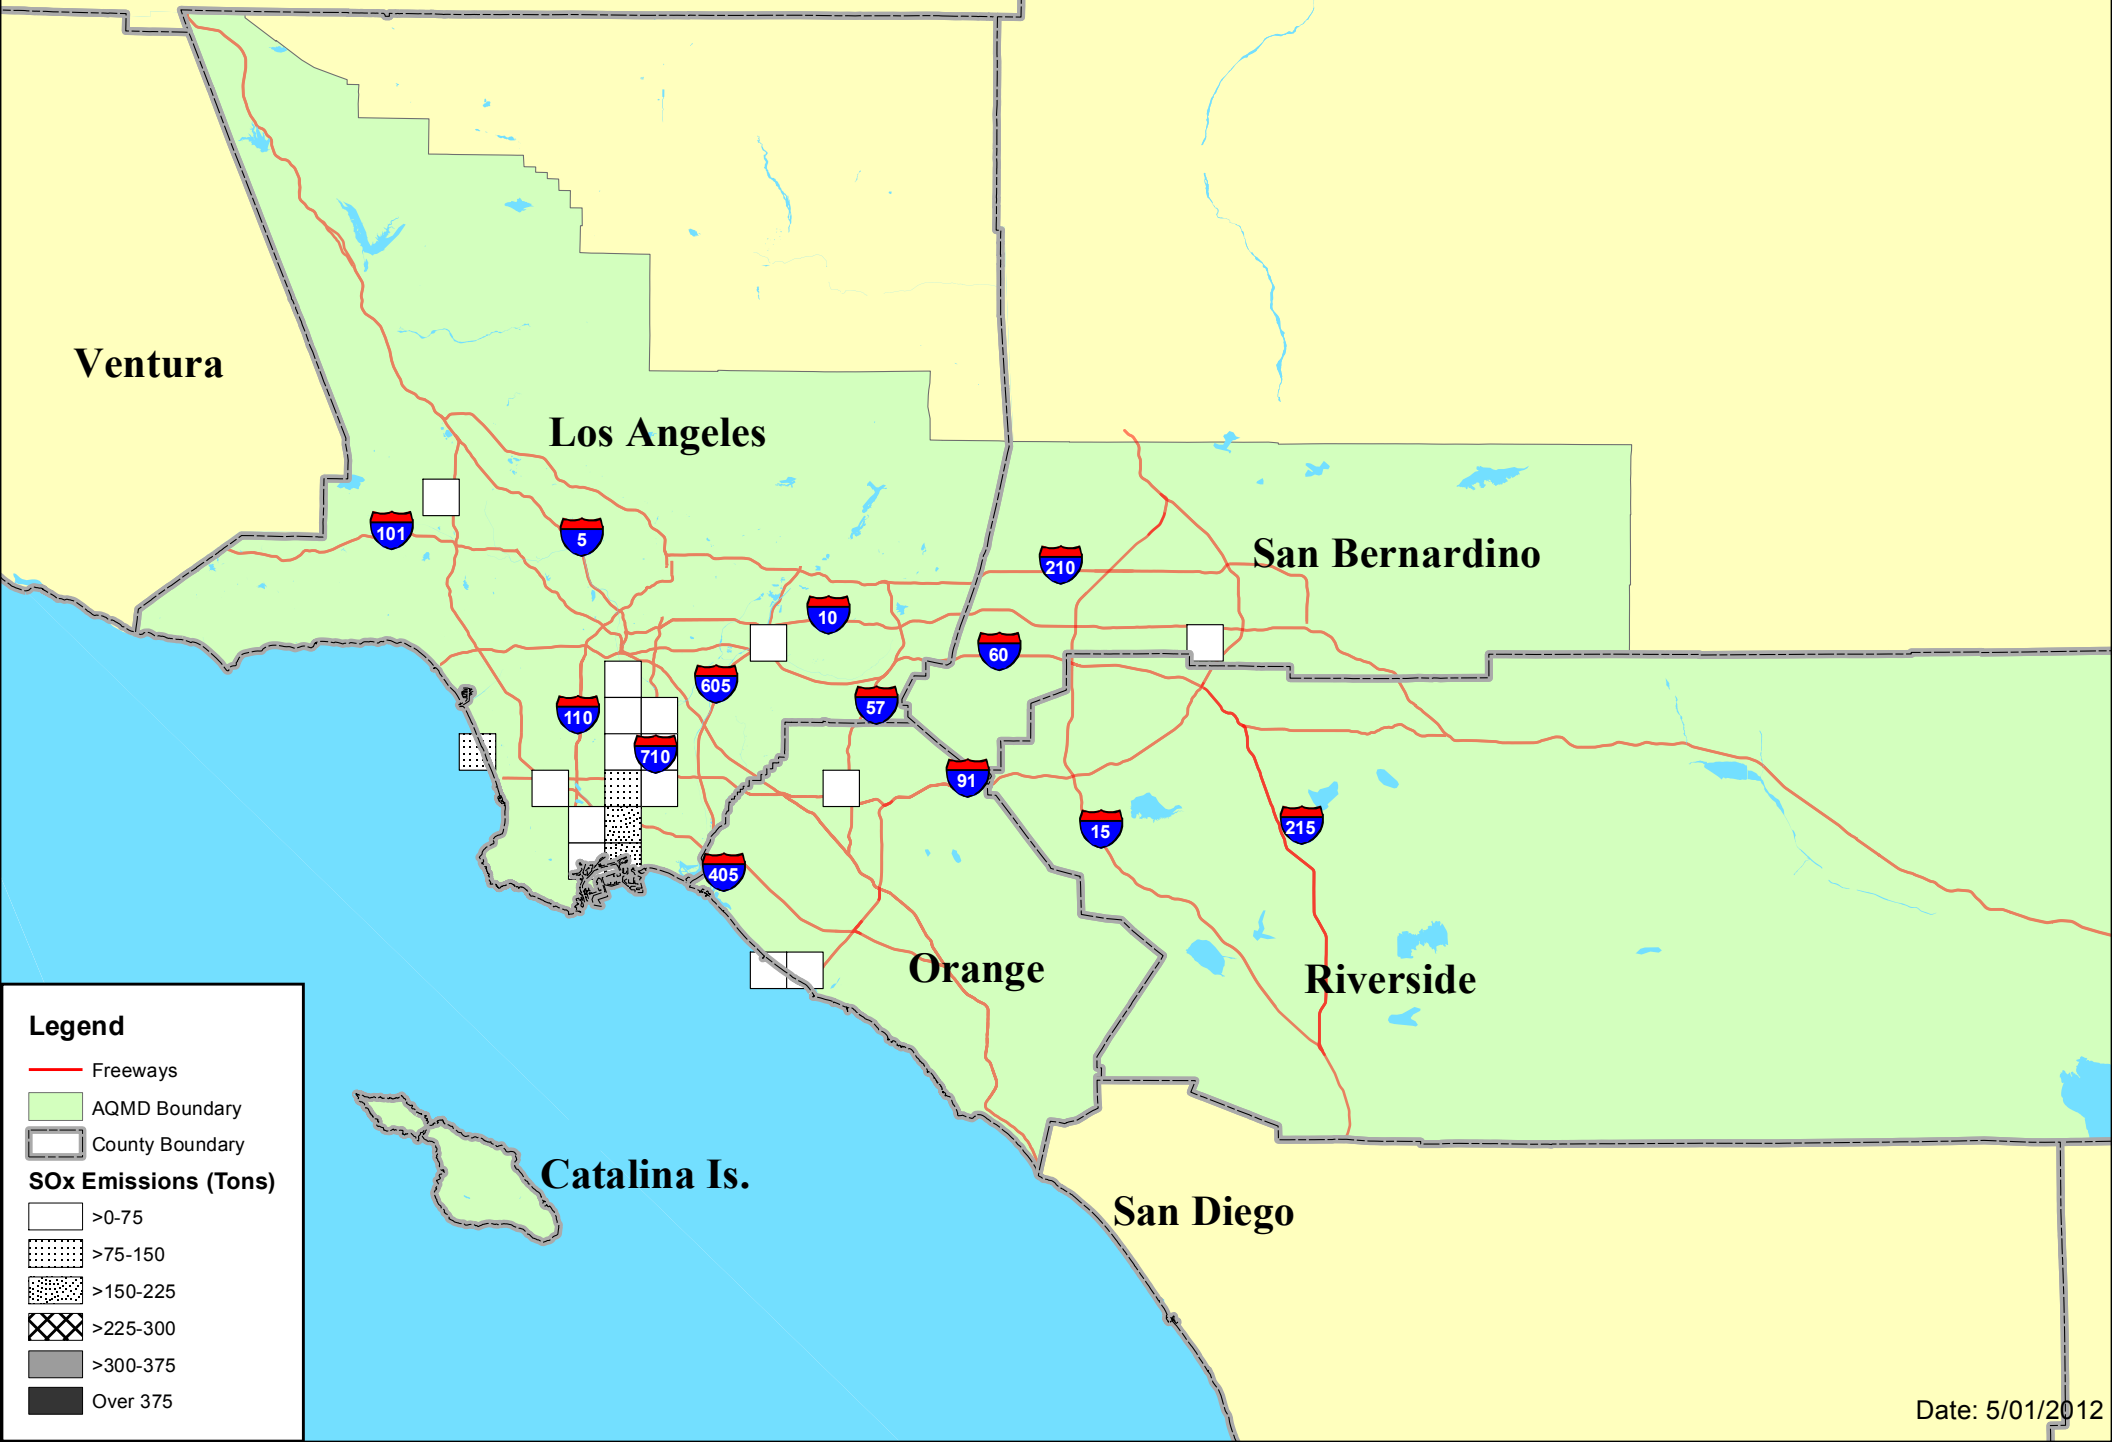 Ventura
Los Angeles
101
5
210
San Bernardino
10
60
605
57
110
710
91
15
215
405
Orange
Riverside
Legend
Freeways
AQMD Boundary
County Boundary
SOx Emissions (Tons)
>0-75
>75-150
>150-225
>225-300
>300-375
Over 375
Catalina Is.
San Diego
Date: 5/01/2012